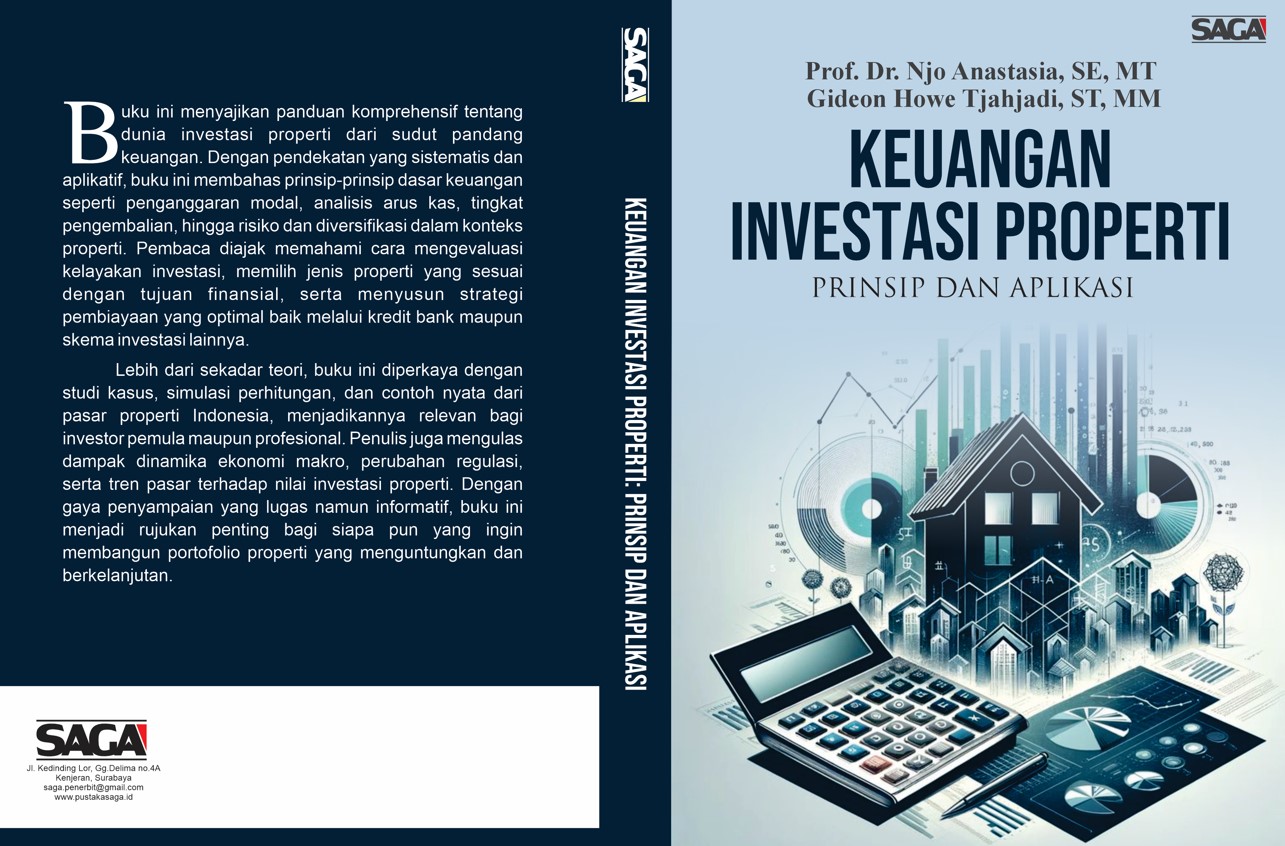 Buku ini menyajikan panduan komprehensif tentang
dunia investasi properti dari sudut pandang
keuangan. Dengan pendekatan yang sistematis dan
aplikatif, buku ini membahas prinsip-prinsip dasar keuangan
seperti penganggaran modal, analisis arus kas, tingkat
pengembalian, hingga risiko dan diversifikasi dalam konteks
properti. Pembaca diajak memahami cara mengevaluasi
kelayakan investasi, memilih jenis properti yang sesuai
dengan tujuan finansial, serta menyusun strategi
pembiayaan yang optimal baik melalui kredit bank maupun
skema investasi lainnya.
Lebih dari sekadar teori, buku ini diperkaya dengan
studi kasus, simulasi perhitungan, dan contoh nyata dari
pasar properti Indonesia, menjadikannya relevan bagi
investor pemula maupun profesional. Penulis juga mengulas
dampak dinamika ekonomi makro, perubahan regulasi,
serta tren pasar terhadap nilai investasi properti. Dengan
gaya penyampaian yang lugas namun informatif, buku ini
menjadi rujukan penting bagi siapa pun yang ingin
membangun portofolio properti yang menguntungkan dan
berkelanjutan.
SAGA
Jl. Kedinding Lor, Gg.Delima no.4A
Kenjeran, Surabaya
saga.penerbit@gmail.com
www.pustakasaga.id
SAGA
KEUANGAN INVESTASI PROPERTI: PRINSIP DAN APLIKASI
SAGA
Prof. Dr. Njo Anastasia, SE, MT
Gideon Howe Tjahjadi, ST, MM
KEUANGAN
INVESTASI PROPERTI
PRINSIP DAN APLIKASI